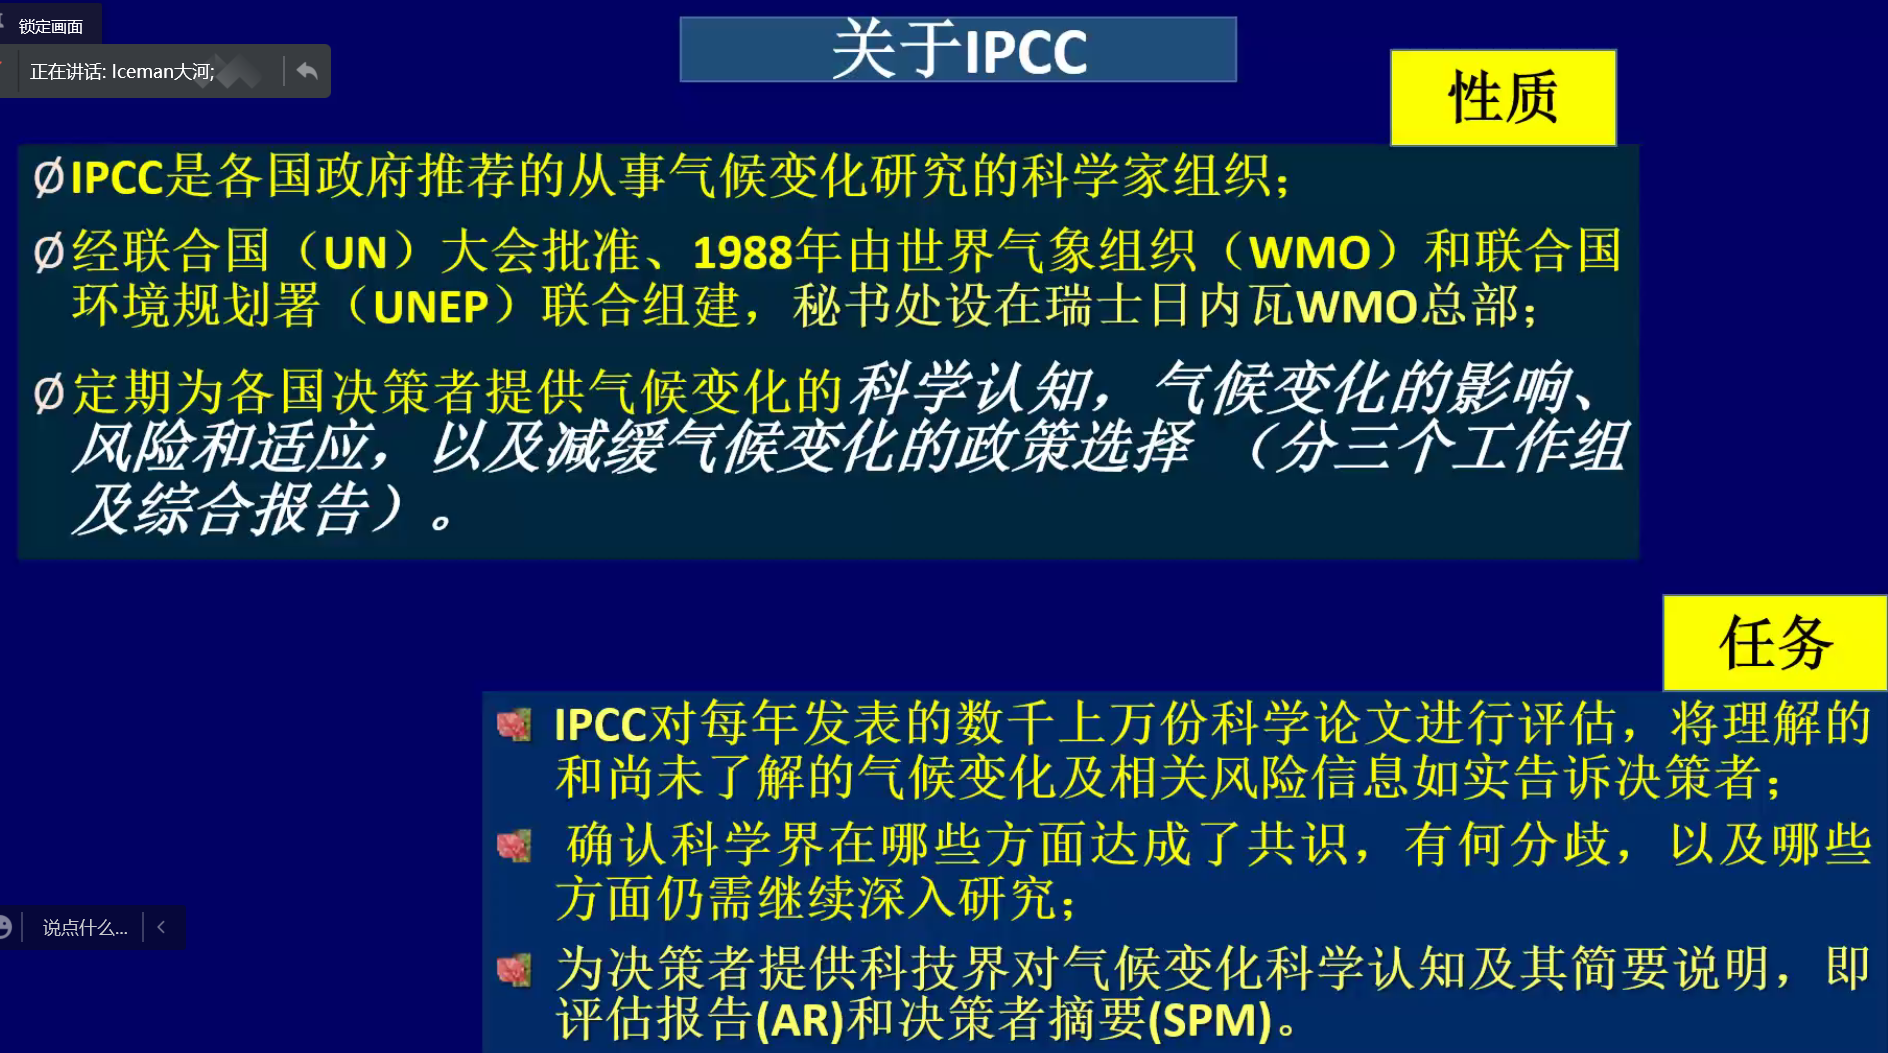 锁定画面
正在讲话: Iceman大河;
关于IPCC
性质
IPCC是各国政府推荐的从事气候变化研究的科学家组织；
经联合国（UN）大会批准、1988年由世界气象组织（WMO）和联合国
环境规划署（UNEP）联合组建，秘书处设在瑞士日内瓦WMO总部；
定期为各国决策者提供气候变化的科学认知，气候变化的影响、
风险和适应，以及减缓气候变化的政策选择 （分三个工作组
及综合报告）。
任务
IPCC对每年发表的数千上万份科学论文进行评估，将理解的
和尚未了解的气候变化及相关风险信息如实告诉决策者；
确认科学界在哪些方面达成了共识，有何分歧，以及哪些
方面仍需继续深入研究；
为决策者提供科技界对气候变化科学认知及其简要说明，即
评估报告(AR)和决策者摘要(SPM)。
说点什么...